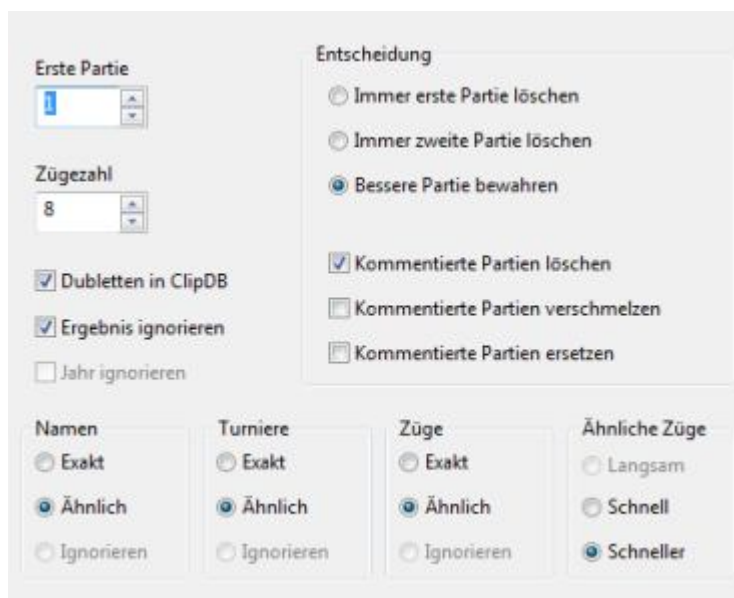 Erste Partie
1
Zügezahl
8
Dubletten in ClipDB
Ergebnis ignorieren
Jahr ignorieren
Entscheidung
Immer erste Partie löschen
Immer zweite Partie löschen
Bessere Partie bewahren
Kommentierte Partien löschen
Kommentierte Partien verschmelzen
Kommentierte Partien ersetzen
Namen
Exakt
Ähnlich
Ignorieren
Turniere
Exakt
Ähnlich
Ignorieren
Züge
Exakt
Ähnlich
Ignorieren
Ähnliche Züge
Langsam
Schnell
Schneller